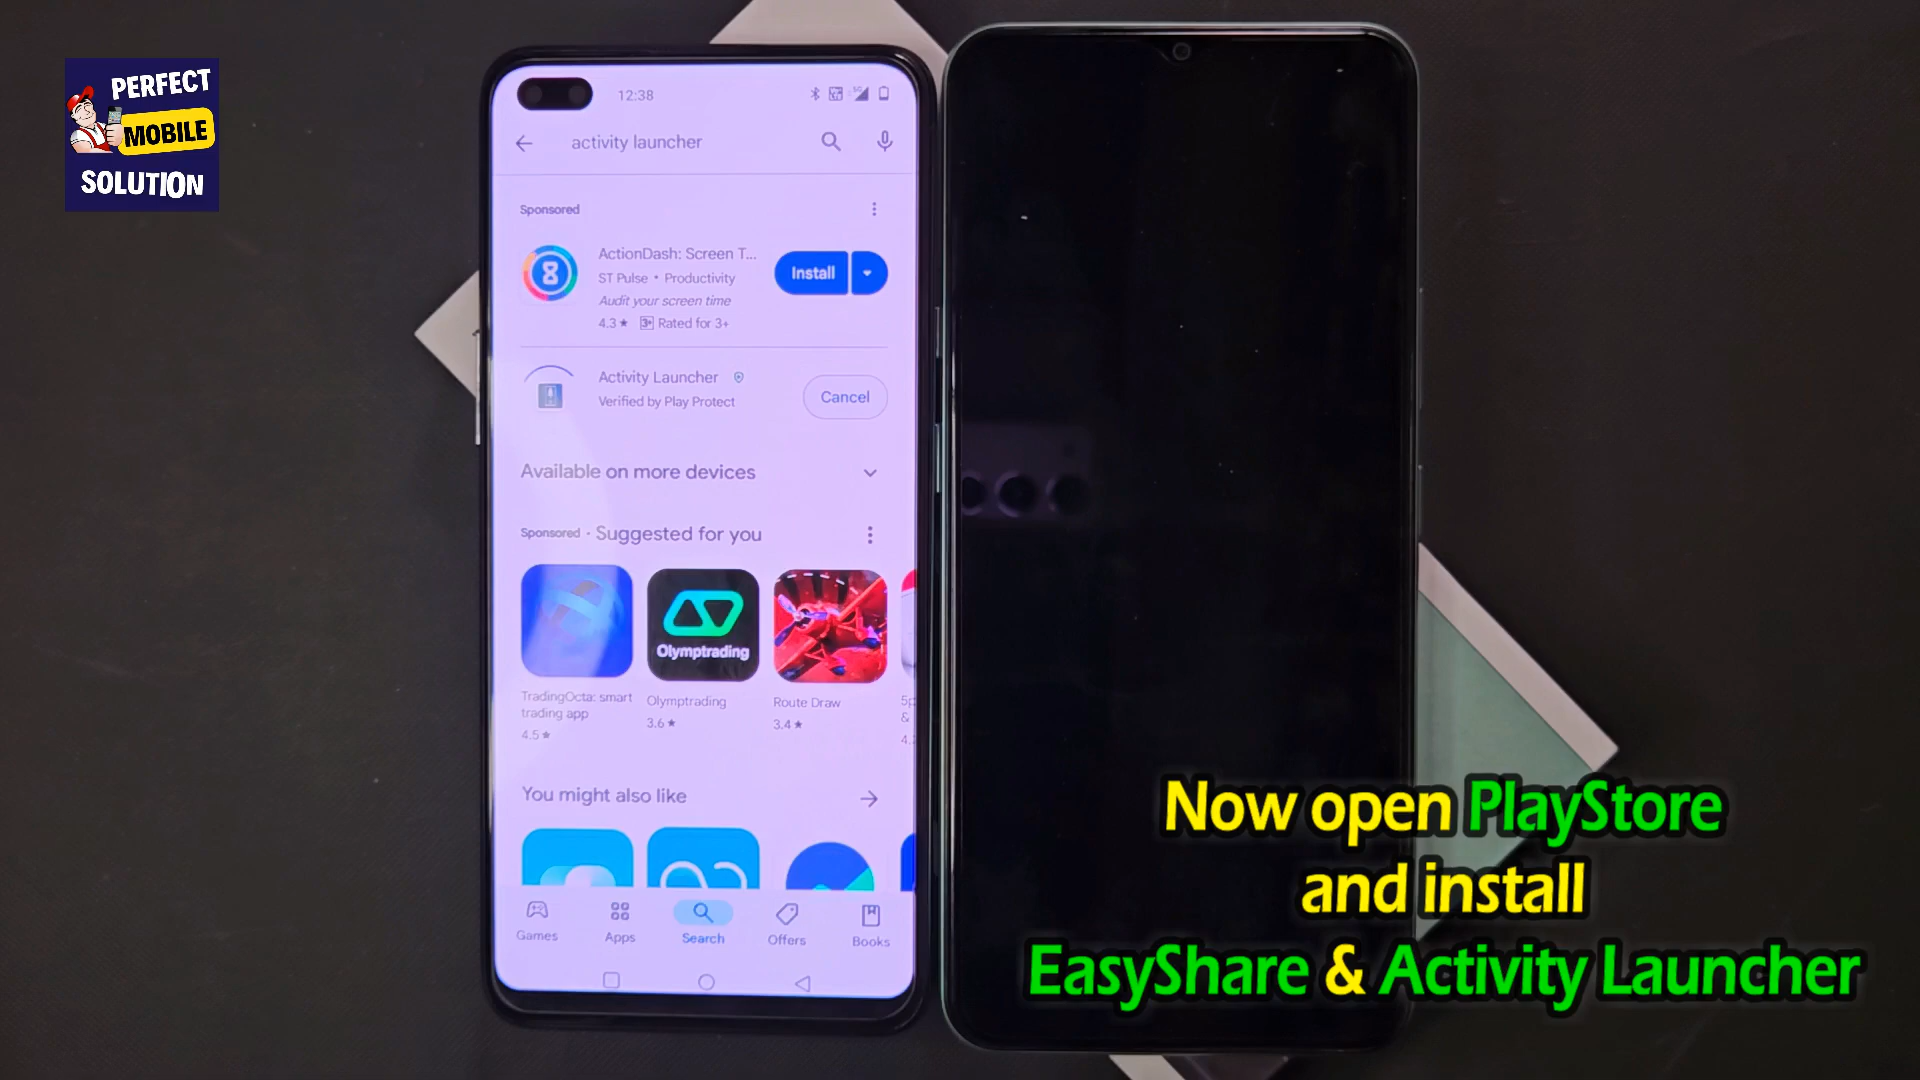 PERFECT
MOBILE
SOLUTION
12:38
5G
activity launcher
Sponsored
ActionDash: Screen T...
ST Pulse • Productivity
Audit your screen time
4.3★ 3+ Rated for 3+
Install
Activity Launcher
Verified by Play Protect
Cancel
Available on more devices
Sponsored · Suggested for you
Olymptrading
TradingOcta: smart
trading app
4.5★
Olymptrading
3.6★
Route Draw
3.4★
&
You might also like
Games
Apps
Search
Offers
Books
Now open PlayStore
and install
EasyShare & Activity Launcher